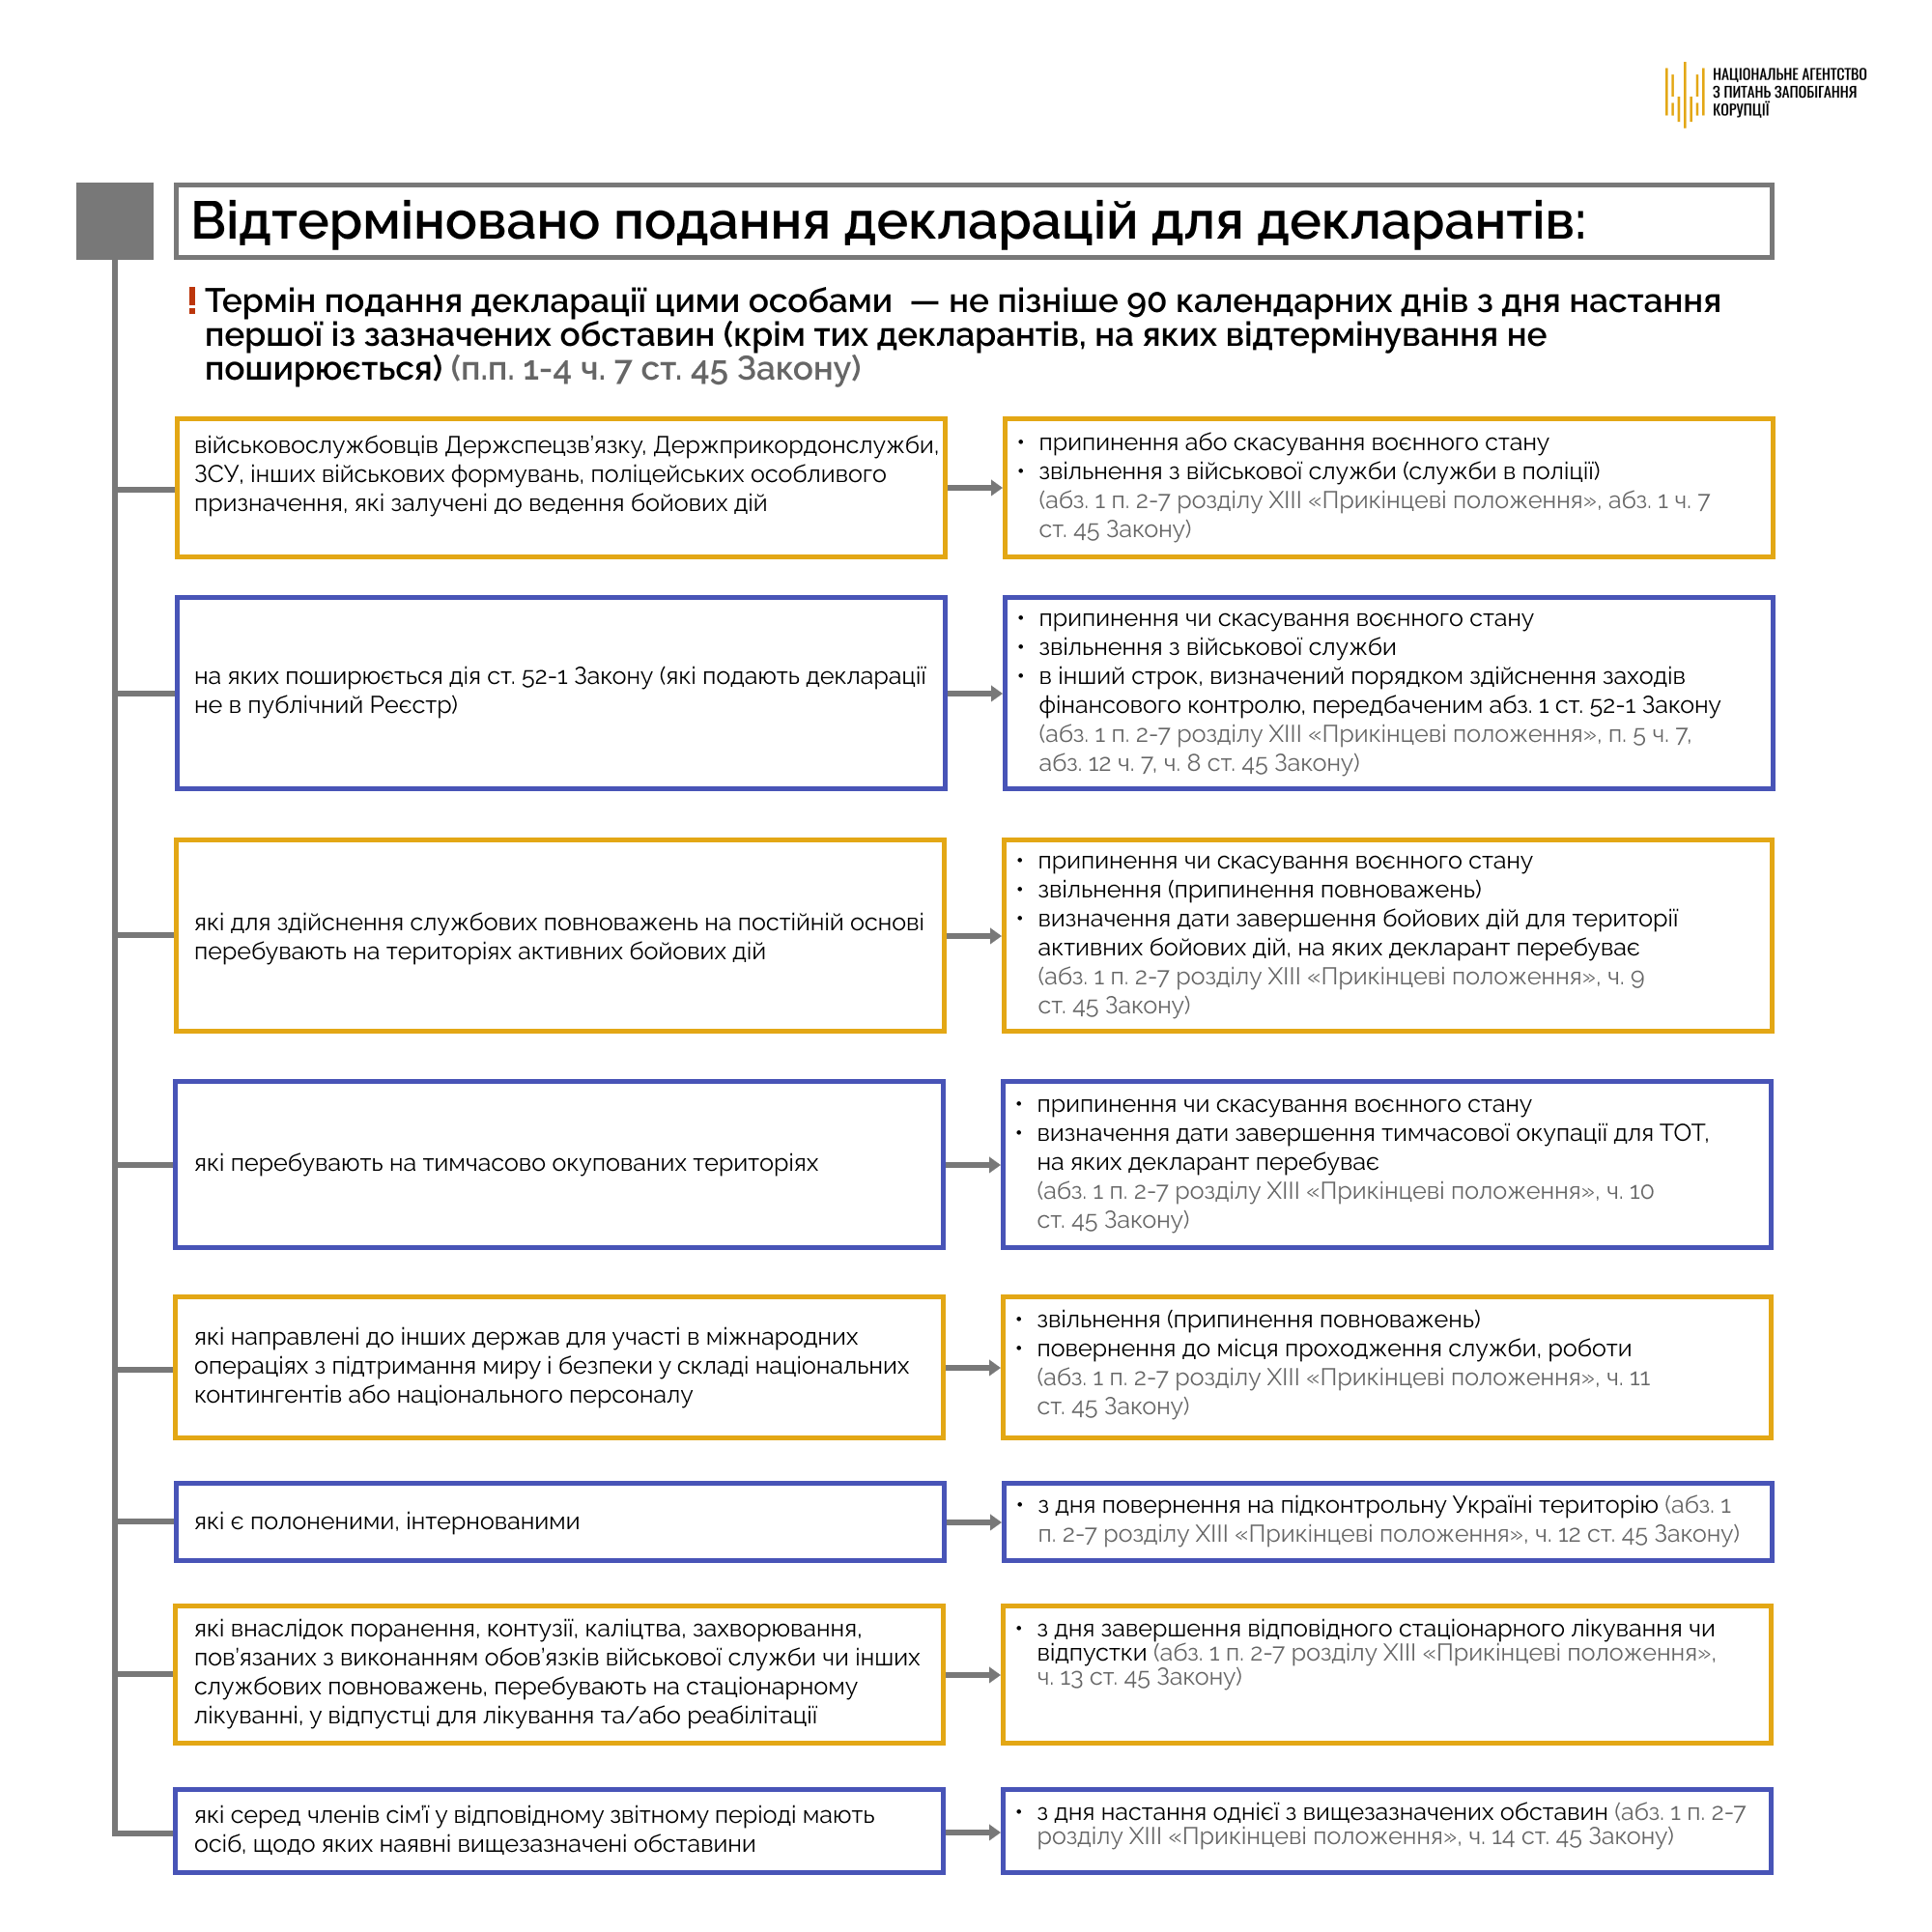 НАЦІОНАЛЬНЕ АГЕНТСТВО
З ПИТАНЬ ЗАПОБІГАННЯ
КОРУПЦІЇ
Відтерміновано подання декларацій для декларантів:
! Термін подання декларації цими особами — не пізніше 90 календарних днів з дня настання
першої із зазначених обставин (крім тих декларантів, на яких відтермінування не
поширюється) (п.п. 1-4 ч. 7 ст. 45 Закону)
військовослужбовців Держспецзв’язку, Держприкордонслужби,
ЗСУ, інших військових формувань, поліцейських особливого
призначення, які залучені до ведення бойових дій
• припинення або скасування воєнного стану
• звільнення з військової служби (служби в поліції)
(абз. 1 п. 2-7 розділу ХІІІ «Прикінцеві положення», абз. 1 ч. 7
ст. 45 Закону)
на яких поширюється дія ст. 52-1 Закону (які подають декларації
не в публічний Реєстр)
• припинення чи скасування воєнного стану
• звільнення з військової служби
• в інший строк, визначений порядком здійснення заходів
фінансового контролю, передбаченим абз. 1 ст. 52-1 Закону
(абз. 1 п. 2-7 розділу ХІІІ «Прикінцеві положення», п. 5 ч. 7,
абз. 12 ч. 7, ч. 8 ст. 45 Закону)
які для здійснення службових повноважень на постійній основі
перебувають на територіях активних бойових дій
• припинення чи скасування воєнного стану
• звільнення (припинення повноважень)
• визначення дати завершення бойових дій для території
активних бойових дій, на яких декларант перебуває
(абз. 1 п. 2-7 розділу ХІІІ «Прикінцеві положення», ч. 9
ст. 45 Закону)
які перебувають на тимчасово окупованих територіях
• припинення чи скасування воєнного стану
• визначення дати завершення тимчасової окупації для ТОТ,
на яких декларант перебуває
(абз. 1 п. 2-7 розділу ХІІІ «Прикінцеві положення», ч. 10
ст. 45 Закону)
які направлені до інших держав для участі в міжнародних
операціях з підтримання миру і безпеки у складі національних
контингентів або національного персоналу
• звільнення (припинення повноважень)
• повернення до місця проходження служби, роботи
(абз. 1 п. 2-7 розділу ХІІІ «Прикінцеві положення», ч. 11
ст. 45 Закону)
які є полоненими, інтернованими
• з дня повернення на підконтрольну Україні територію (абз. 1
п. 2-7 розділу ХІІІ «Прикінцеві положення», ч. 12 ст. 45 Закону)
які внаслідок поранення, контузії, каліцтва, захворювання,
пов’язаних з виконанням обов’язків військової служби чи інших
службових повноважень, перебувають на стаціонарному
лікуванні, у відпустці для лікування та/або реабілітації
• з дня завершення відповідного стаціонарного лікування чи
відпустки (абз. 1 п. 2-7 розділу ХІІІ «Прикінцеві положення»,
ч. 13 ст. 45 Закону)
які серед членів сім’ї у відповідному звітному періоді мають
осіб, щодо яких наявні вищезазначені обставини
• з дня настання однієї з вищезазначених обставин (абз. 1 п. 2-7
розділу ХІІІ «Прикінцеві положення», ч. 14 ст. 45 Закону)